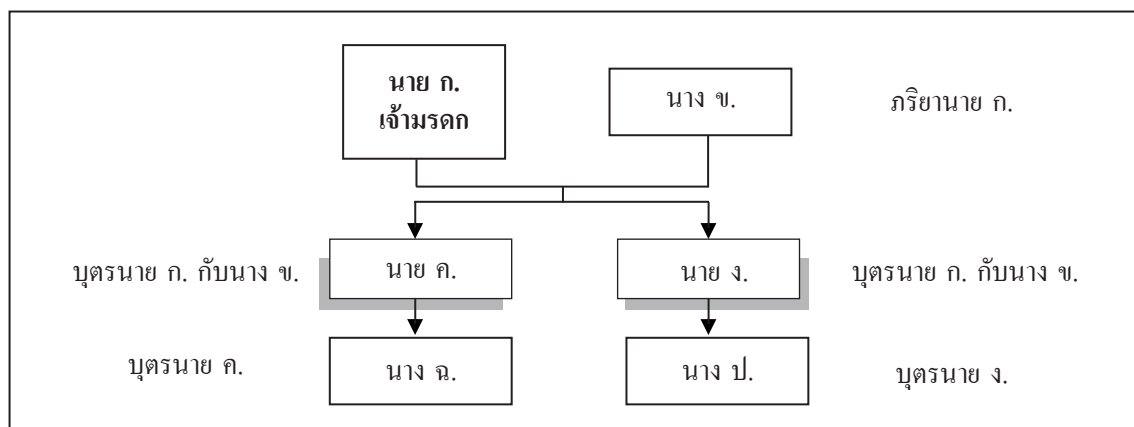 นาย ก.
เจ้ามรดก
นาง ข.
ภริยานาย ก.
บุตรนาย ก. กับนาง ข.
นาย ค.
นาย ง.
บุตรนาย ก. กับนาง ข.
บุตรนาย ค.
นาง ฉ.
นาง ป.
บุตรนาย ง.